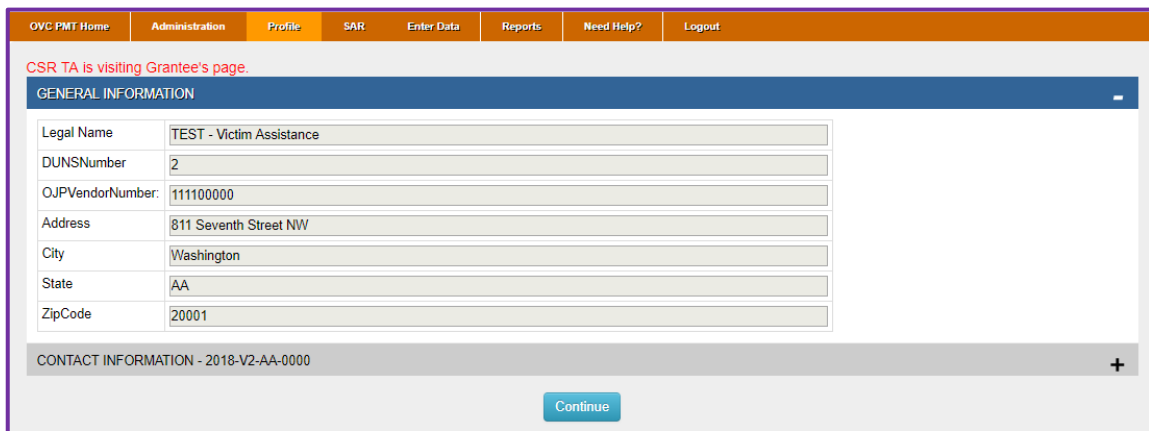 OVC PMT Home Administration Profile SAR Enter Data Reports Need Help? Logout
CSR TA is visiting Grantee's page.
GENERAL INFORMATION -
Legal Name TEST - Victim Assistance
DUNSNumber 2
OJPVendorNumber: 111100000
Address 811 Seventh Street NW
City Washington
State AA
ZipCode 20001
CONTACT INFORMATION - 2018-V2-AA-0000 +
Continue